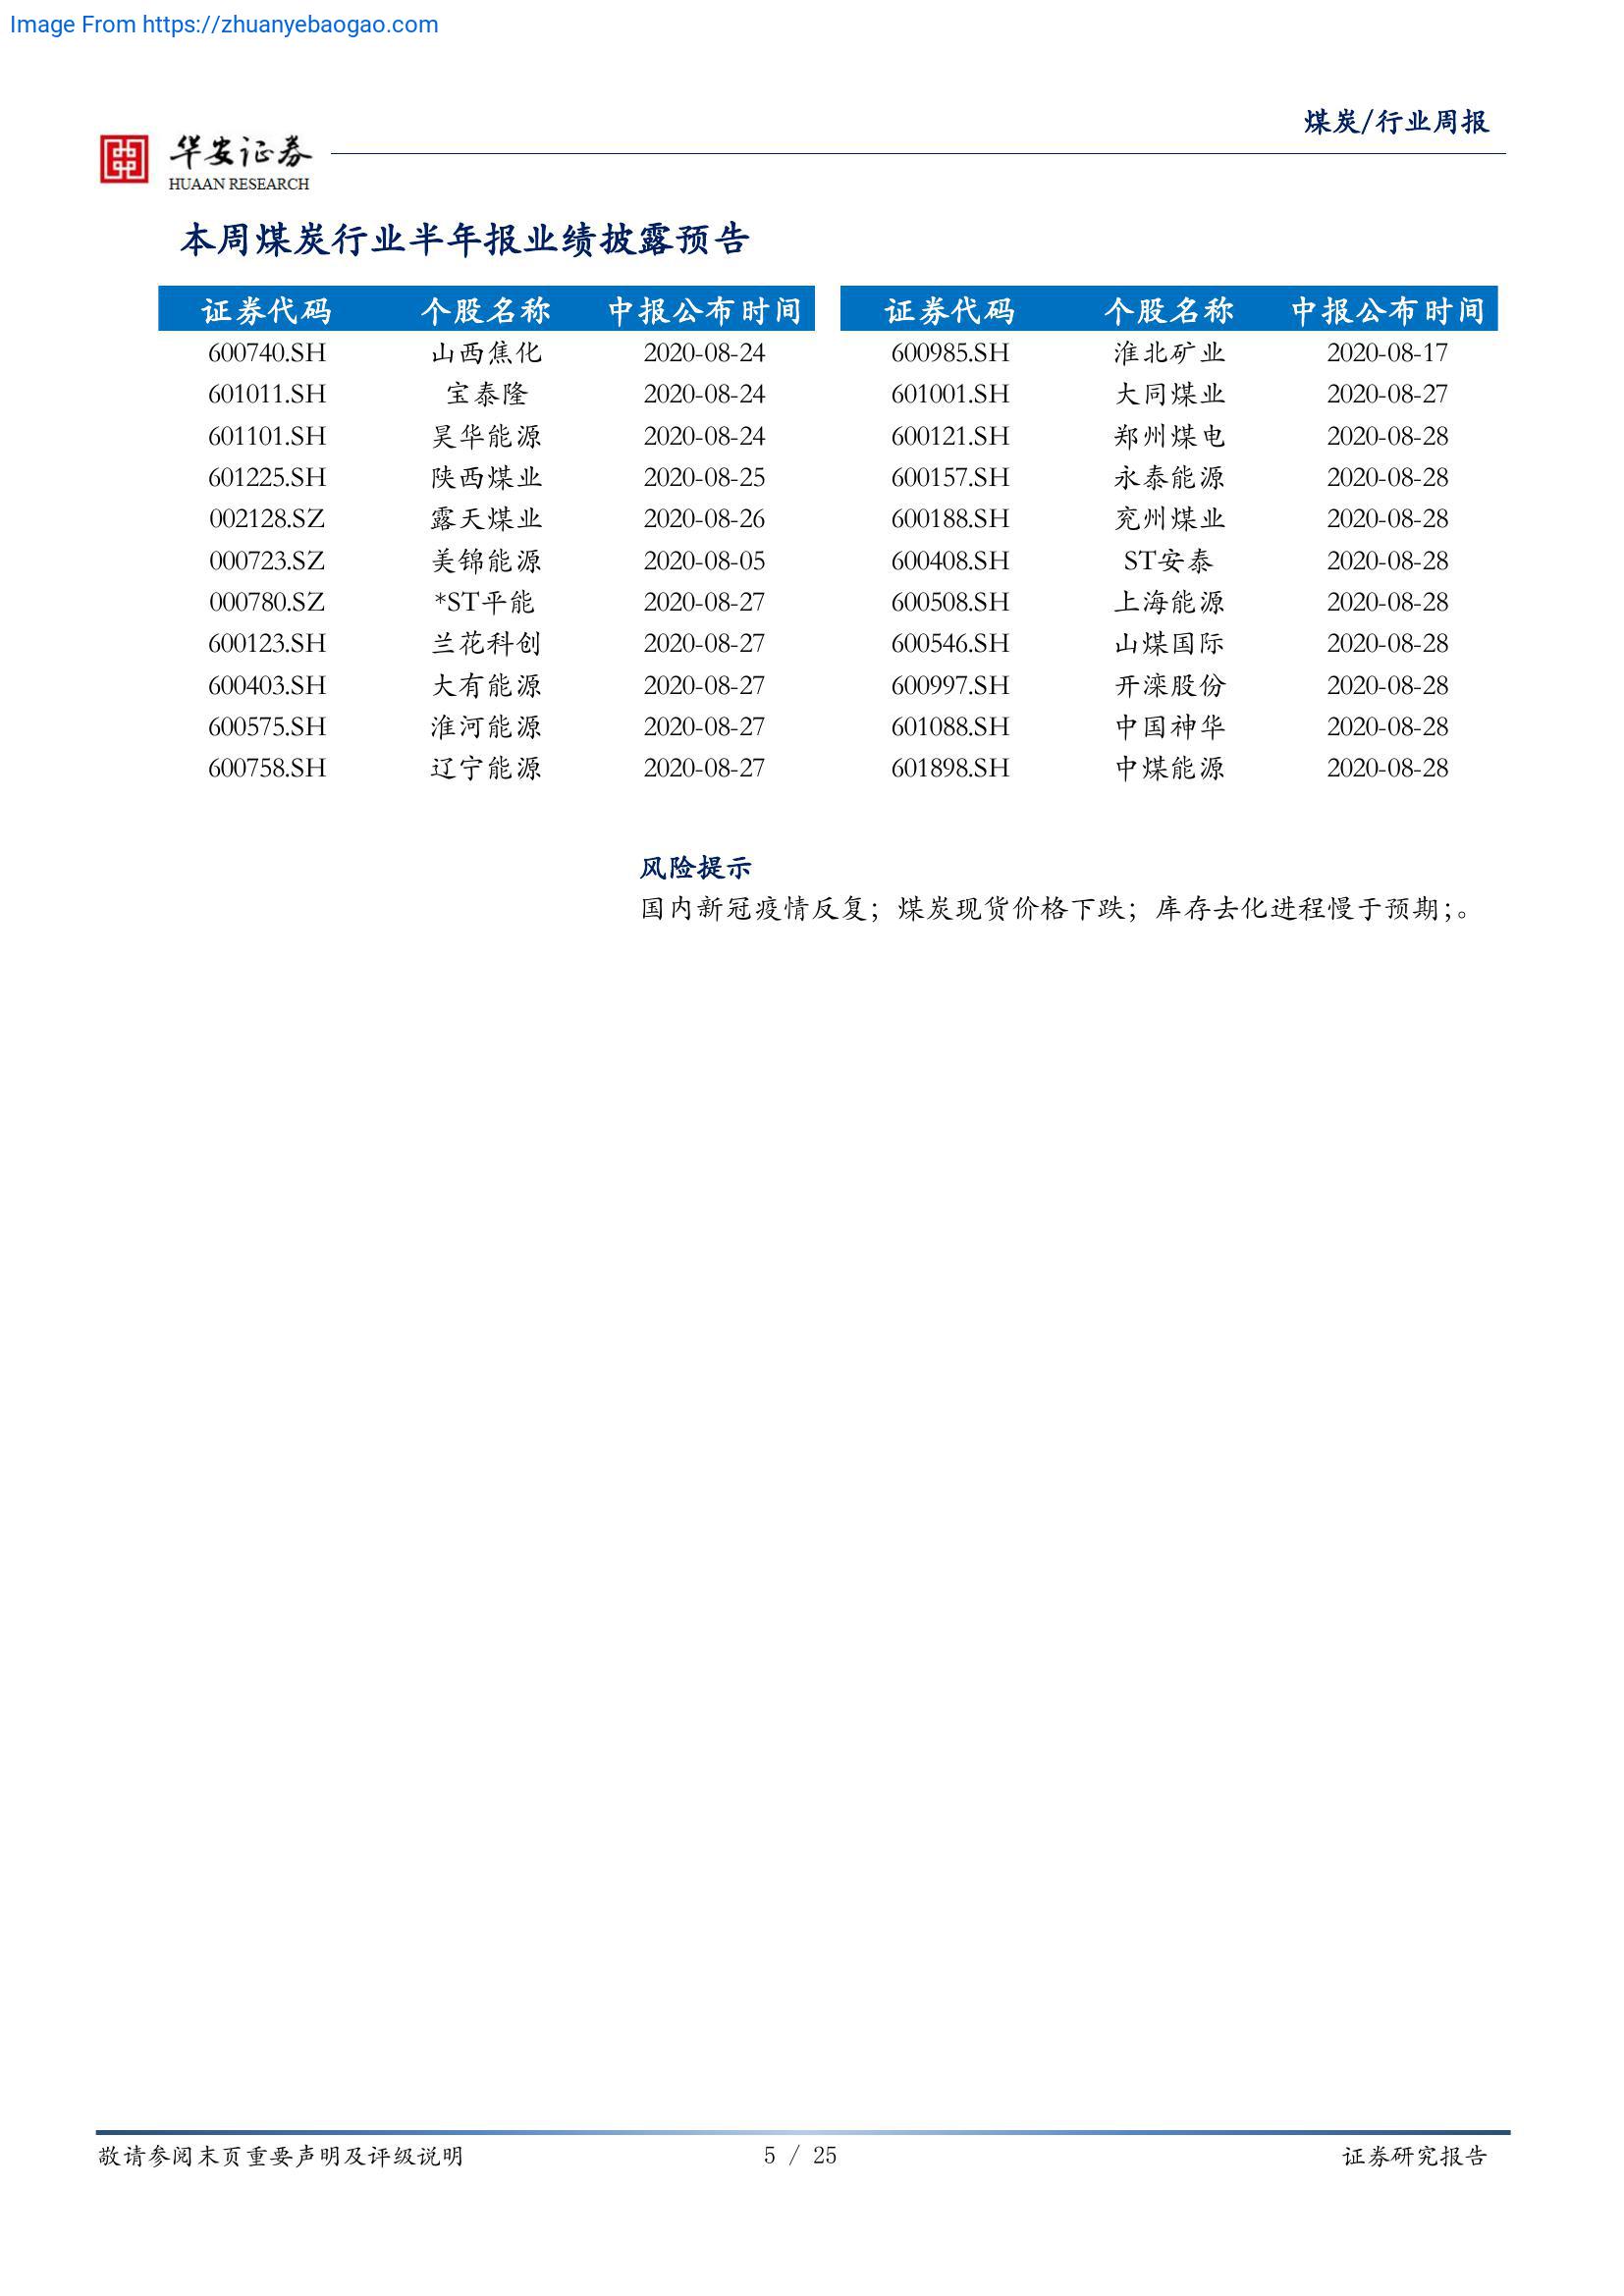 Image From https://zhuanyebaogao.com
煤炭/行业周报
华安证券
HUAAN RESEARCH
本周煤炭行业半年报业绩披露预告
证券代码 个股名称 中报公布时间 证券代码 个股名称 中报公布时间
600740.SH 山西焦化 2020-08-24 600985.SH 淮北矿业 2020-08-17
601011.SH 宝泰隆 2020-08-24 601001.SH 大同煤业 2020-08-27
601101.SH 昊华能源 2020-08-24 600121.SH 郑州煤电 2020-08-28
601225.SH 陕西煤业 2020-08-25 600157.SH 永泰能源 2020-08-28
002128.SZ 露天煤业 2020-08-26 600188.SH 兖州煤业 2020-08-28
000723.SZ 美锦能源 2020-08-05 600408.SH ST安泰 2020-08-28
000780.SZ *ST平能 2020-08-27 600508.SH 上海能源 2020-08-28
600123.SH 兰花科创 2020-08-27 600546.SH 山煤国际 2020-08-28
600403.SH 大有能源 2020-08-27 600997.SH 开滦股份 2020-08-28
600575.SH 淮河能源 2020-08-27 601088.SH 中国神华 2020-08-28
600758.SH 辽宁能源 2020-08-27 601898.SH 中煤能源 2020-08-28
风险提示
国内新冠疫情反复；煤炭现货价格下跌；库存去化进程慢于预期；。
敬请参阅末页重要声明及评级说明 5 / 25 证券研究报告